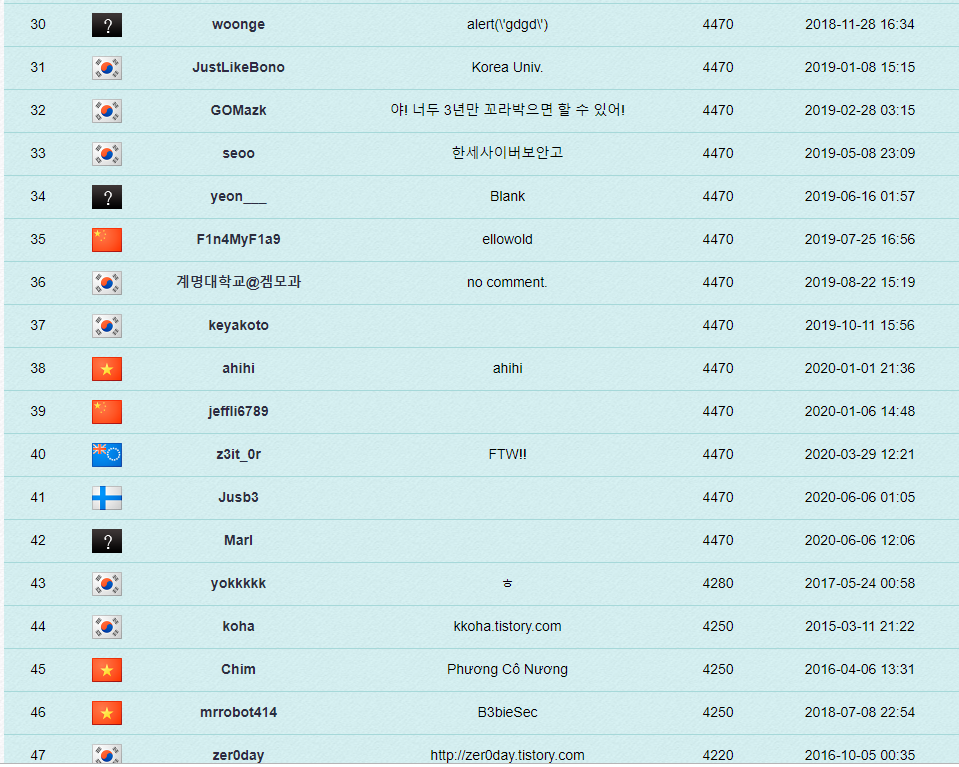 30 ? woonge alert(\'gdgd\') 4470 2018-11-28 16:34
31 JustLikeBono Korea Univ. 4470 2019-01-08 15:15
32 GOMazk 야! 너두 3년만 꼬라박으면 할 수 있어! 4470 2019-02-28 03:15
33 seoo 한세사이버보안고 4470 2019-05-08 23:09
34 ? yeon___ Blank 4470 2019-06-16 01:57
35 F1n4MyF1a9 ellowold 4470 2019-07-25 16:56
36 계명대학교@겜모과 no comment. 4470 2019-08-22 15:19
37 keyakoto 4470 2019-10-11 15:56
38 ahihi ahihi 4470 2020-01-01 21:36
39 jeffli6789 4470 2020-01-06 14:48
40 z3it_0r FTW!! 4470 2020-03-29 12:21
41 Jusb3 4470 2020-06-06 01:05
42 ? Marl 4470 2020-06-06 12:06
43 yokkkkk ㅎ 4280 2017-05-24 00:58
44 koha kkoha.tistory.com 4250 2015-03-11 21:22
45 Chim Phương Cô Nương 4250 2016-04-06 13:31
46 mrrobot414 B3bieSec 4250 2018-07-08 22:54
47 zer0day http://zer0day.tistory.com 4220 2016-10-05 00:35